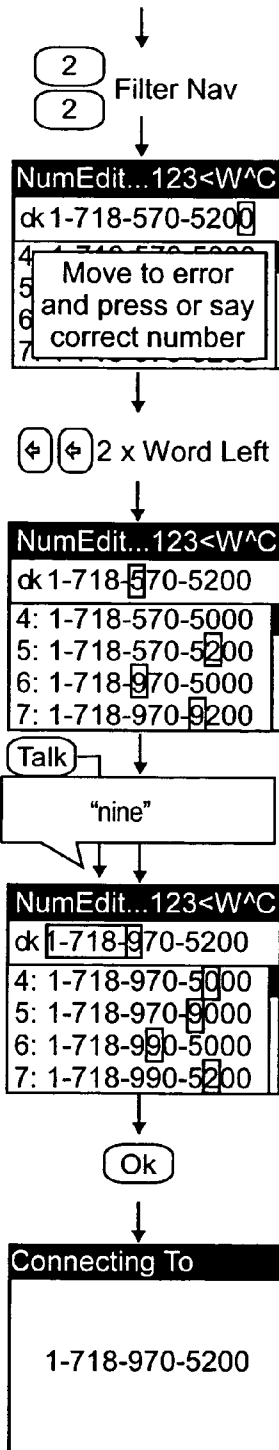 2
2
Filter Nav
NumEdit...123<W^C
ok 1-718-570-5200
4
5
6
7
Move to error
and press or say
correct number
2 x Word Left
NumEdit...123<W^C
ok 1-718-570-5200
4: 1-718-570-5000
5: 1-718-570-5200
6: 1-718-970-5000
7: 1-718-970-9200
Talk
"nine"
NumEdit...123<W^C
ok 1-718-970-5200
4: 1-718-970-5000
5: 1-718-970-9000
6: 1-718-990-5000
7: 1-718-990-5200
Ok
Connecting To
1-718-970-5200